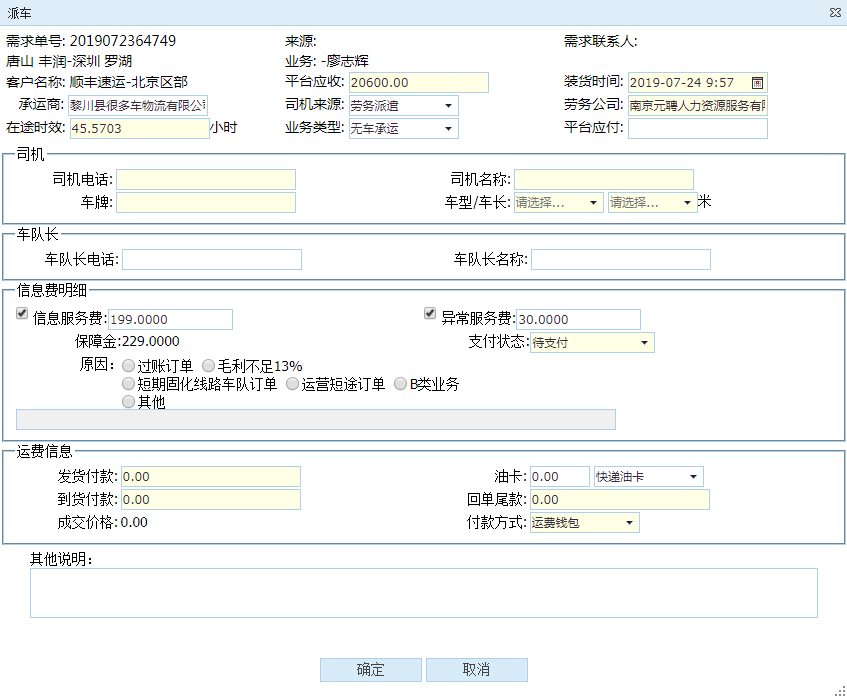 派车
需求单号: 2019072364749 来源: 需求联系人:
唐山 丰润-深圳 罗湖 业务: -廖志辉
客户名称: 顺丰速运-北京区部 平台应收: 20600.00 装货时间: 2019-07-24 9:57
承运商: 黎川县很多车物流有限公司 司机来源: 劳务派遣 劳务公司: 南京元聘人力资源服务有限
在途时效: 45.5703 小时 业务类型: 无车承运 平台应付:
司机
司机电话: 司机名称:
车牌: 车型/车长: 请选择... 请选择... 米
车队长
车队长电话: 车队长名称:
信息费明细
信息服务费: 199.0000 异常服务费: 30.0000
保障金:229.0000 支付状态: 待支付
原因: 过账订单 毛利不足13%
短期固化线路车队订单 运营短途订单 B类业务
其他
运费信息
发货付款: 0.00 油卡: 0.00 快递油卡
到货付款: 0.00 回单尾款: 0.00
成交价格: 0.00 付款方式: 运费钱包
其他说明:
确定 取消